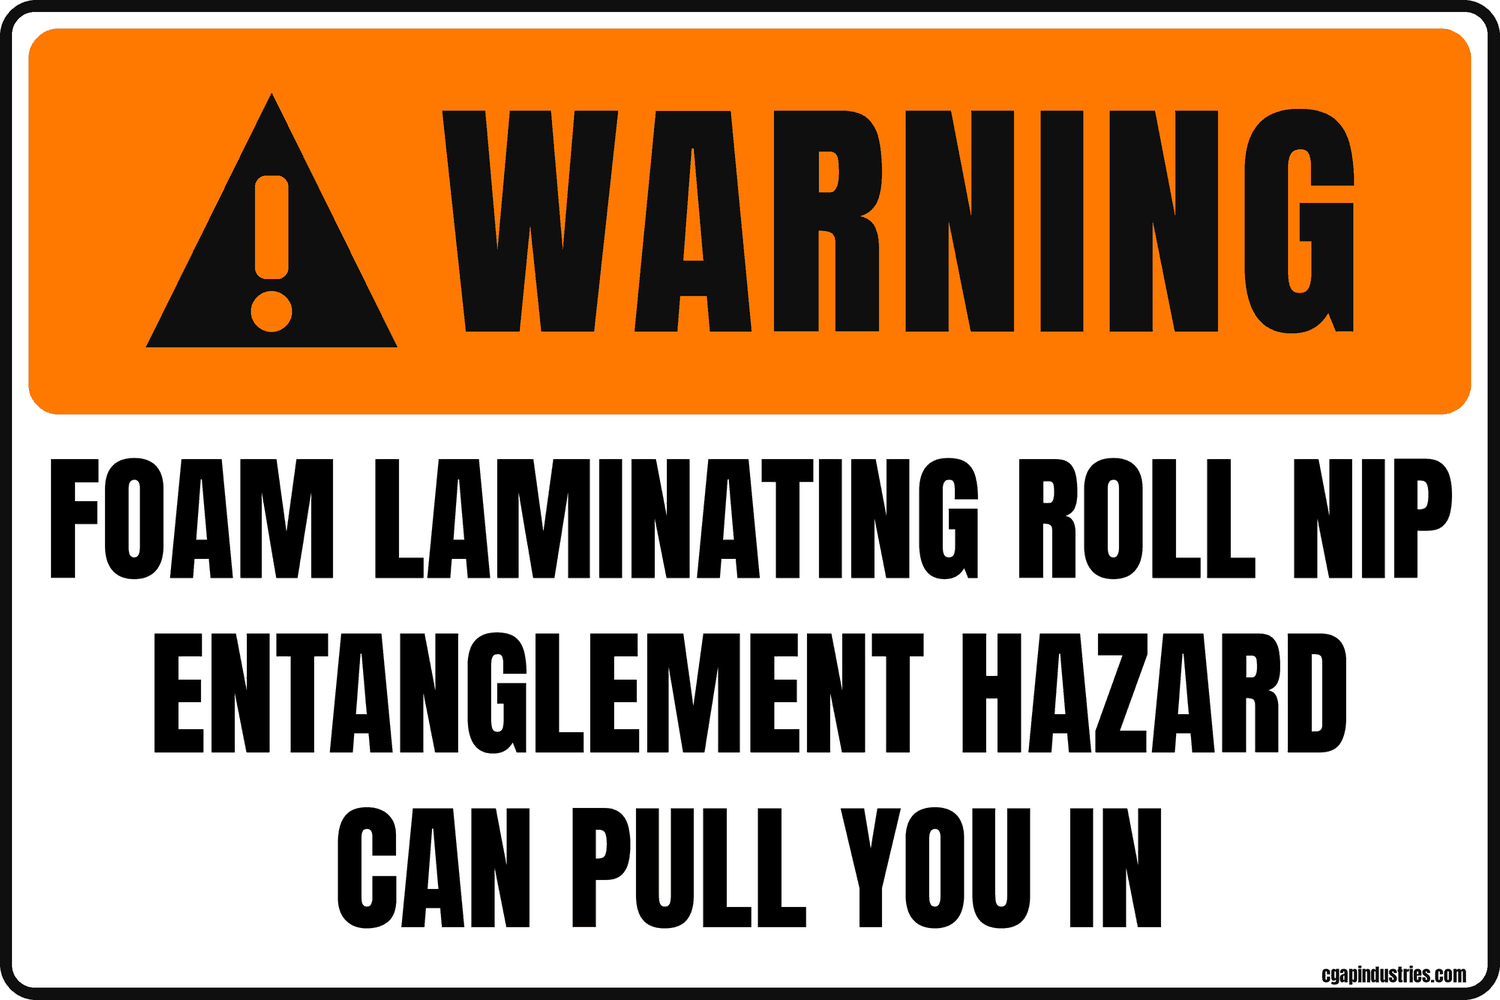 WARNING
FOAM LAMINATING ROLL NIP
ENTANGLEMENT HAZARD
CAN PULL YOU IN
cgapindustries.com